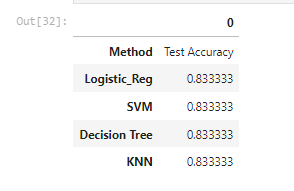 Out[32]:
0
Method Test Accuracy
Logistic_Reg 0.833333
SVM 0.833333
Decision Tree 0.833333
KNN 0.833333